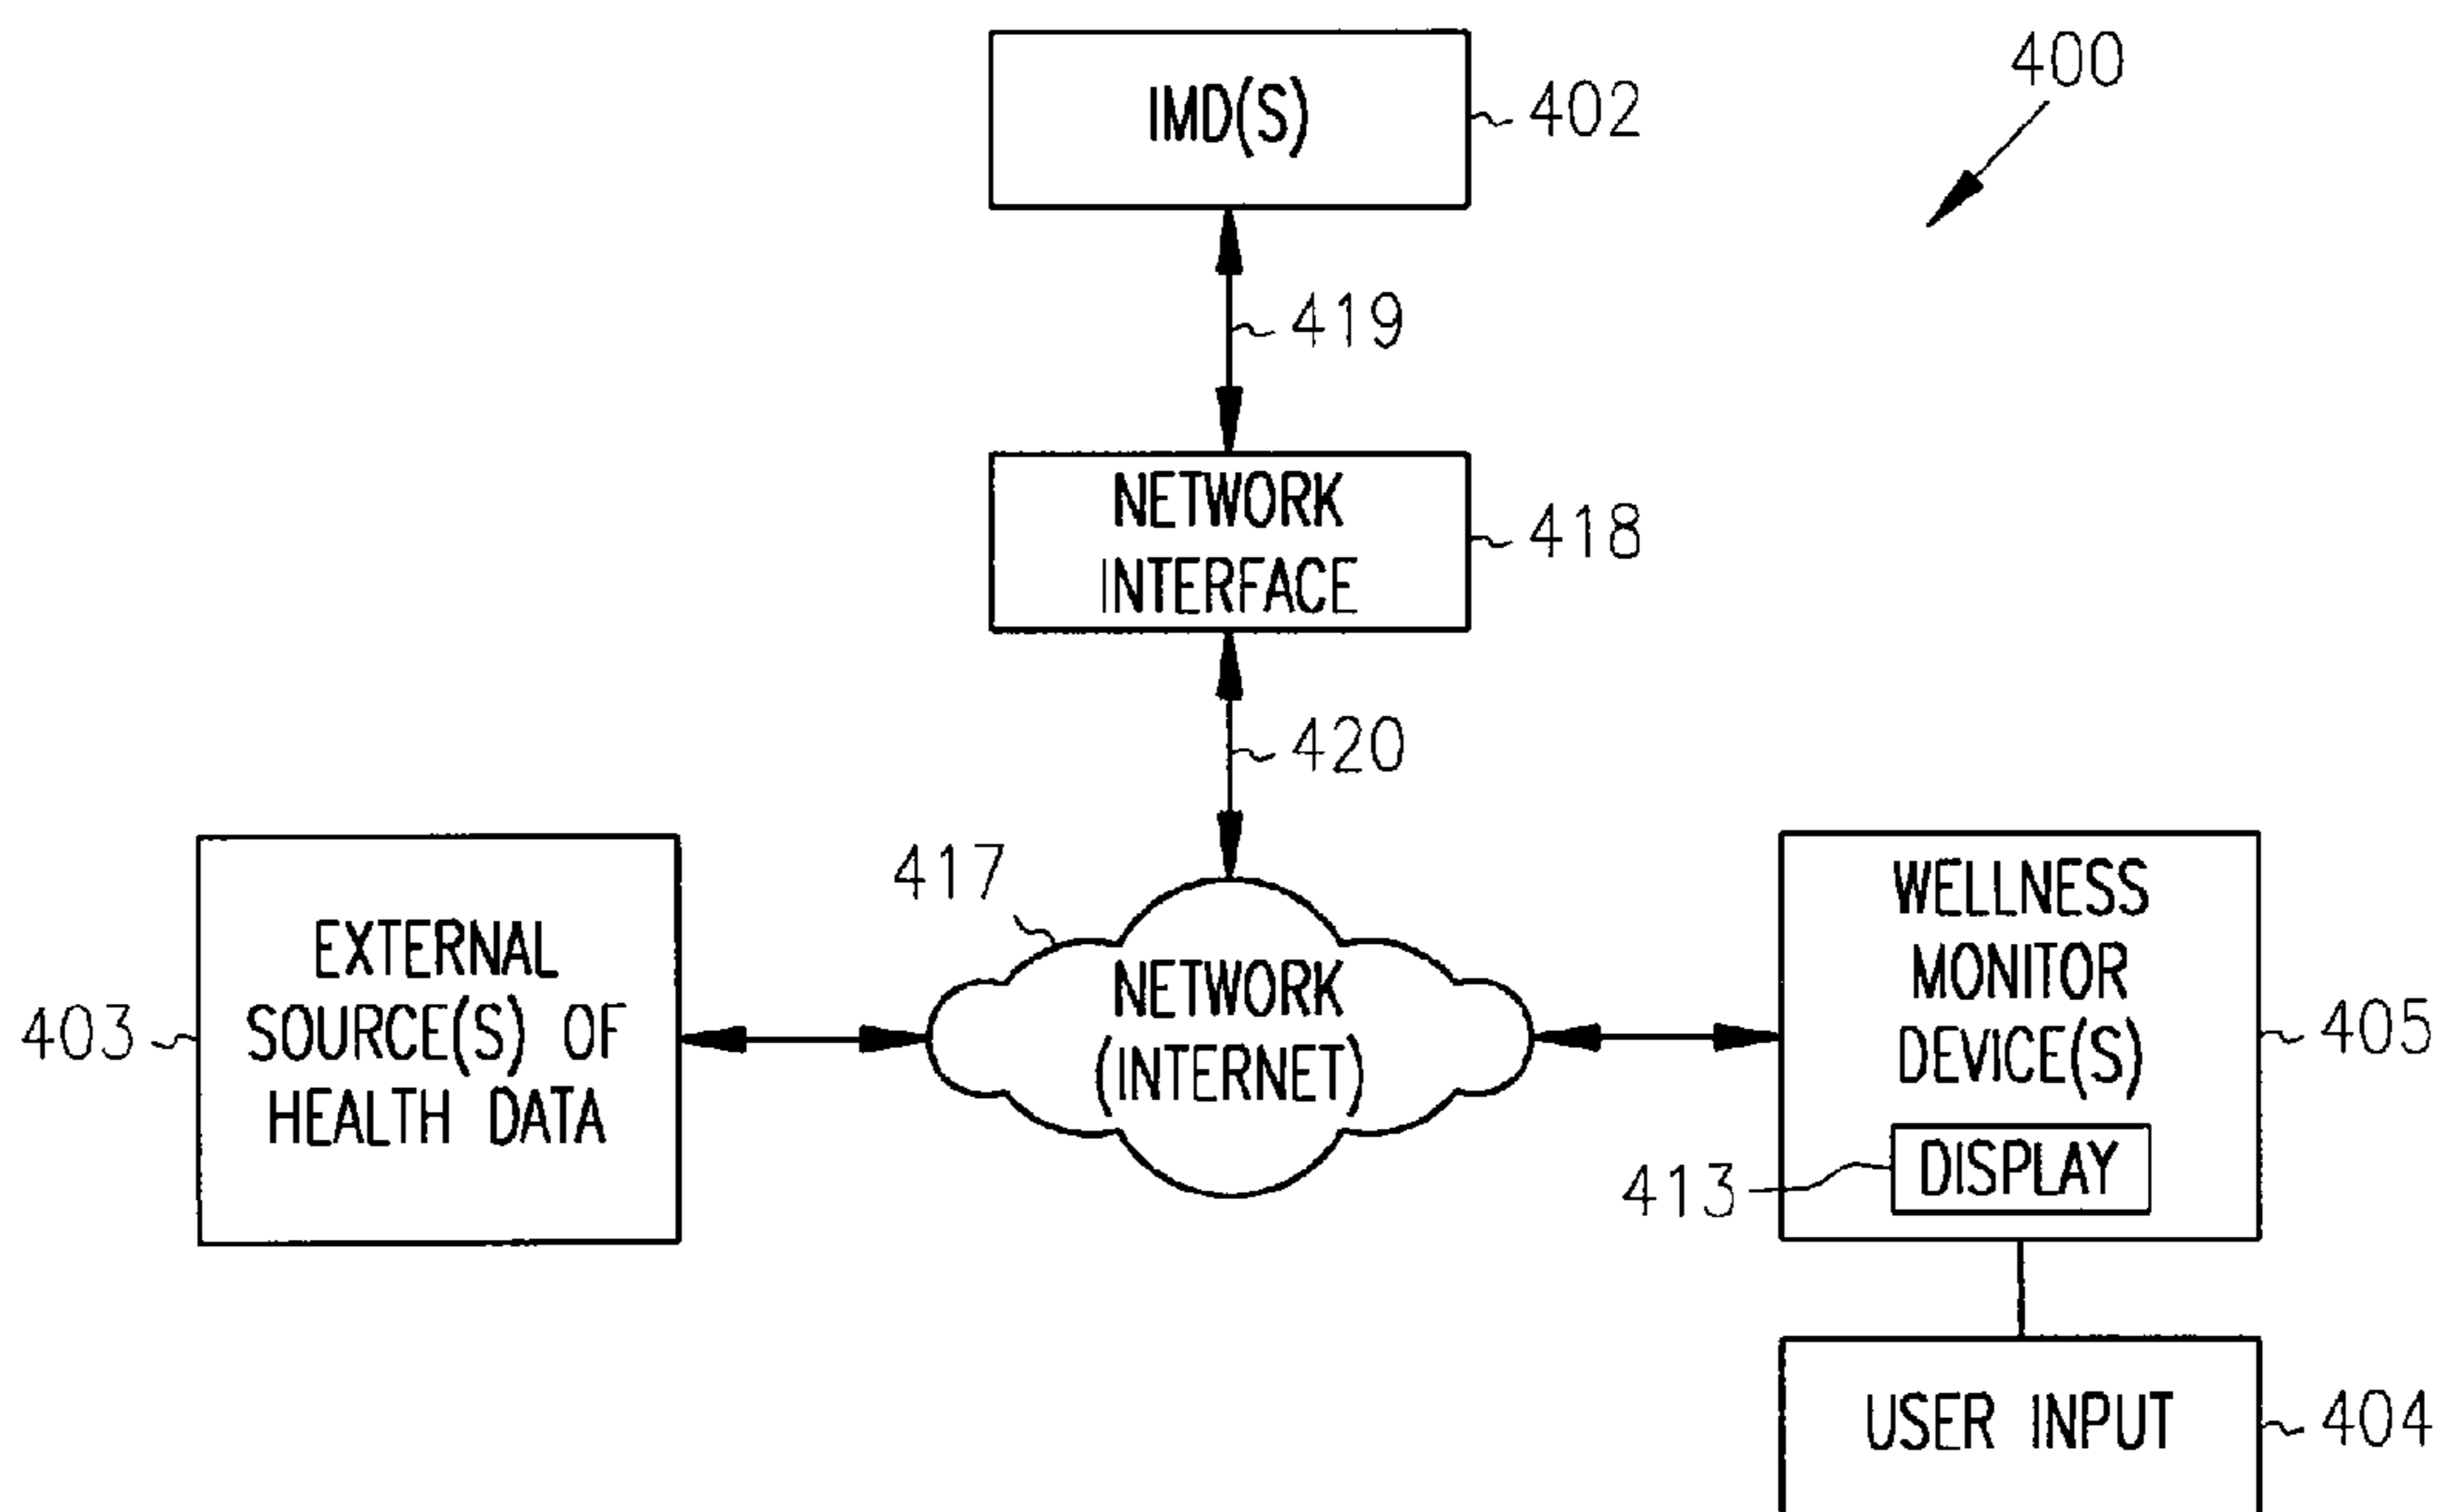 IMD(S)
402
400
419
NETWORK
INTERFACE
418
420
417
EXTERNAL
SOURCE(S) OF
HEALTH DATA
403
NETWORK
(INTERNET)
WELLNESS
MONITOR
DEVICE(S)
405
DISPLAY
413
USER INPUT
404